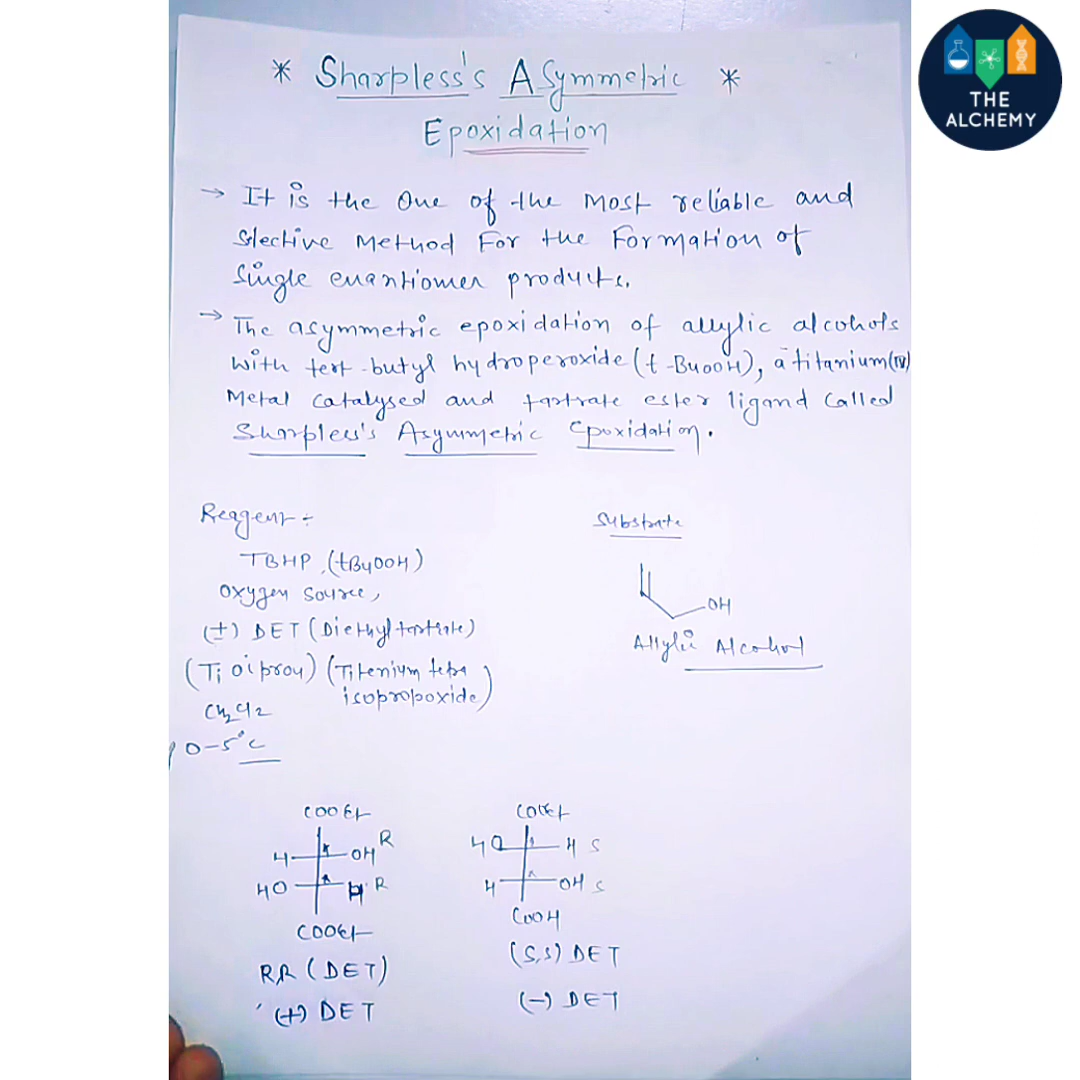 * Sharpless's ASymmetric *
Epoxidation
→ It is the One of the Most reliable and
Selective Method For the Formation of
Single enantiomer products.
→ The asymmetric epoxidation of allylic alcohols
with tert-butyl hydroperoxide (t-BuOOH), a titanium(IV)
Metal Catalysed and tartrate ester ligand Called
Sharpless's Asymmetric Epoxidation.
Reagent ÷
TBHP, (tBuOOH)
Oxygen Source,
(±) DET (Diethyl tartrate)
(Ti oiprou) (Titenium tetra
isopropoxide)
CH2Cl2
0-5°C
Substrate
OH
Allylic Alcohol
COOEt
H OH R
HO H R
COOEt
RR (DET)
(+) DET
COOEt
HO H S
H OH S
COOH
(S,S) DET
(-) DET
THE
ALCHEMY